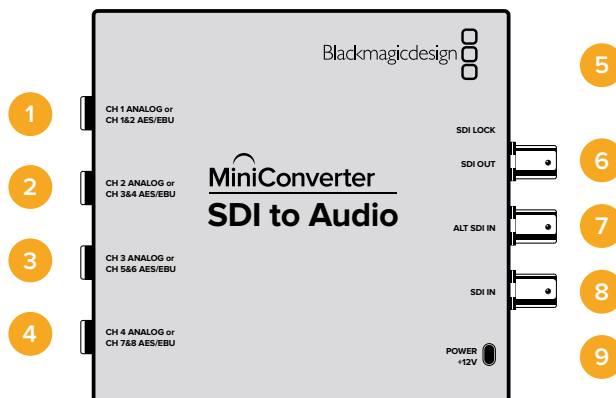 Blackmagicdesign
1
CH 1 ANALOG or
CH 1&2 AES/EBU
2
CH 2 ANALOG or
CH 3&4 AES/EBU
3
CH 3 ANALOG or
CH 5&6 AES/EBU
4
CH 4 ANALOG or
CH 7&8 AES/EBU
MiniConverter
SDI to Audio
5
SDI LOCK
6
SDI OUT
7
ALT SDI IN
8
SDI IN
9
POWER
+12V